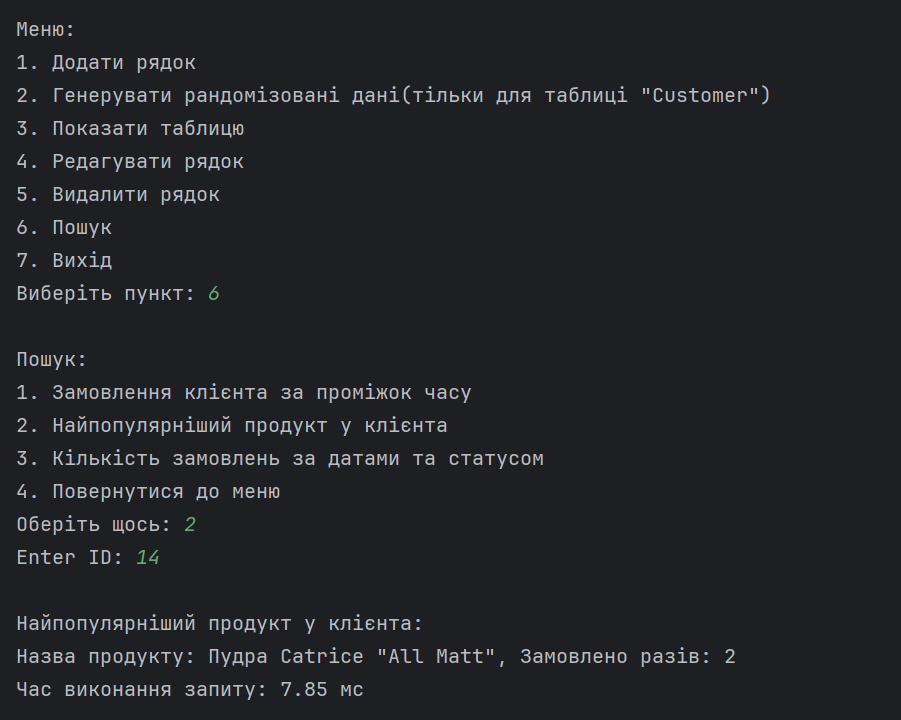 Меню:
1. Додати рядок
2. Генерувати рандомізовані дані(тільки для таблиці "Customer")
3. Показати таблицю
4. Редагувати рядок
5. Видалити рядок
6. Пошук
7. Вихід
Виберіть пункт: 6
Пошук:
1. Замовлення клієнта за проміжок часу
2. Найпопулярніший продукт у клієнта
3. Кількість замовлень за датами та статусом
4. Повернутися до меню
Оберіть щось: 2
Enter ID: 14
Найпопулярніший продукт у клієнта:
Назва продукту: Пудра Catrice "All Matt", Замовлено разів: 2
Час виконання запиту: 7.85 мс